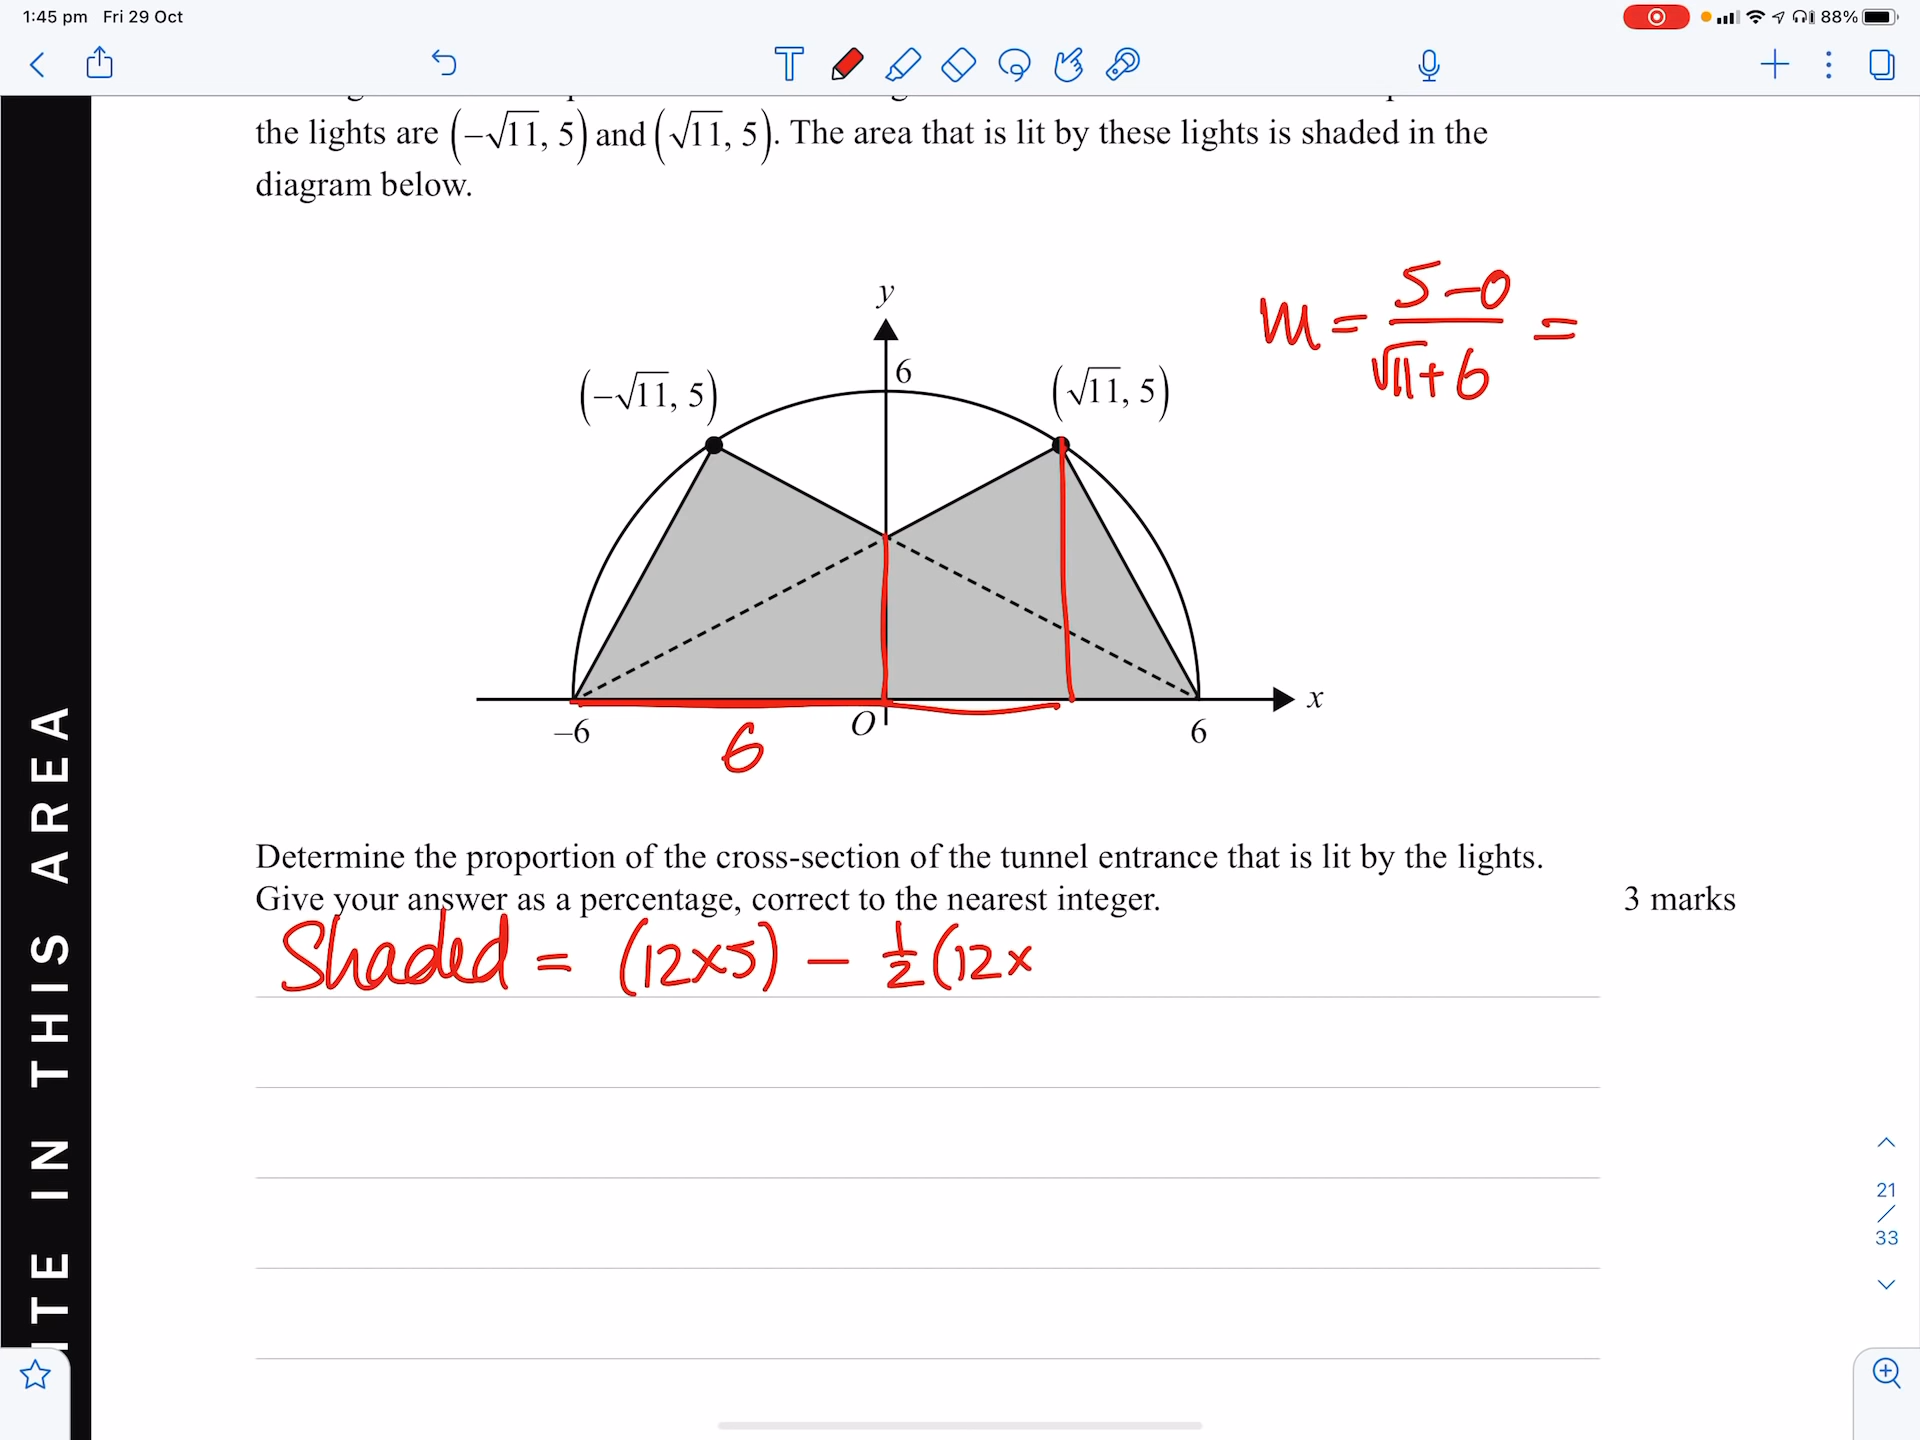 1:45 pm Fri 29 Oct 88%
the lights are (−√11, 5) and (√11, 5). The area that is lit by these lights is shaded in the
diagram below.
m = 5−0 / √11+6 =
y
6
(−√11, 5)
(√11, 5)
x
−6
O
6
6
Determine the proportion of the cross-section of the tunnel entrance that is lit by the lights.
Give your answer as a percentage, correct to the nearest integer.
3 marks
Shaded = (12×5) − 1/2 (12×
ITE IN THIS AREA
21
/
33